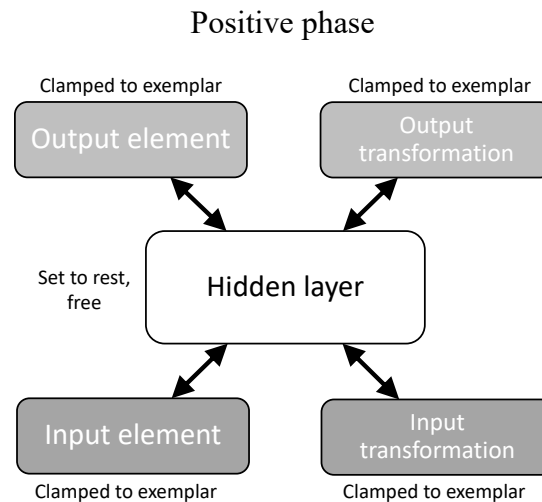 Positive phase
Clamped to exemplar
Clamped to exemplar
Output element
Output
transformation
Set to rest,
free
Hidden layer
Input element
Input
transformation
Clamped to exemplar
Clamped to exemplar